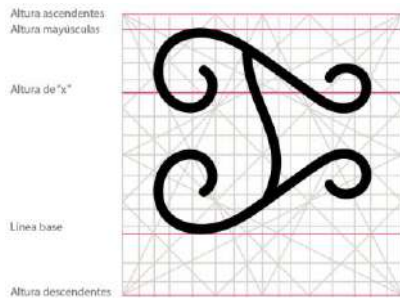 Altura ascendentes
Altura mayúsculas
Altura de "x"
Línea base
Altura descendentes